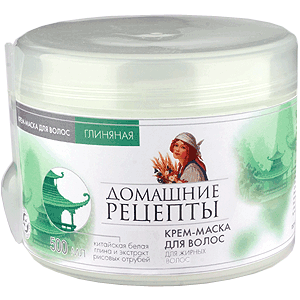 КРЕМ-МАСКА ДЛЯ ВОЛОС
ГЛИНЯНАЯ
ДОМАШНИЕ
РЕЦЕПТЫ
КРЕМ-МАСКА
ДЛЯ ВОЛОС
ДЛЯ ЖИРНЫХ
ВОЛОС
500 мл
китайская белая
глина и экстракт
рисовых отрубей